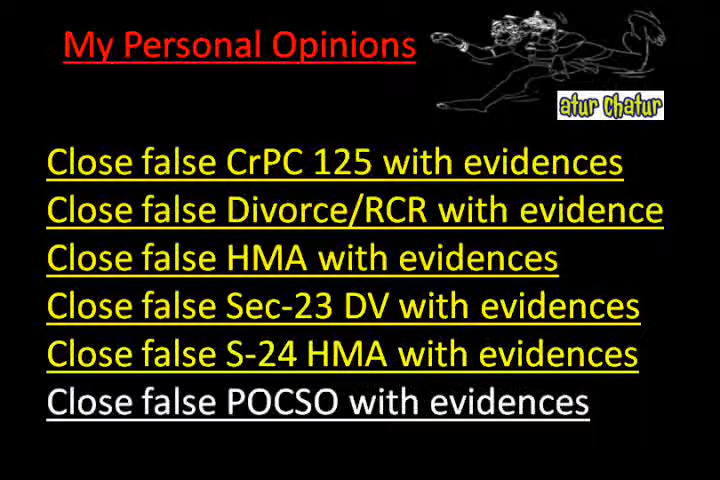 My Personal Opinions
atur Chatur
Close false CrPC 125 with evidences
Close false Divorce/RCR with evidence
Close false HMA with evidences
Close false Sec-23 DV with evidences
Close false S-24 HMA with evidences
Close false POCSO with evidences